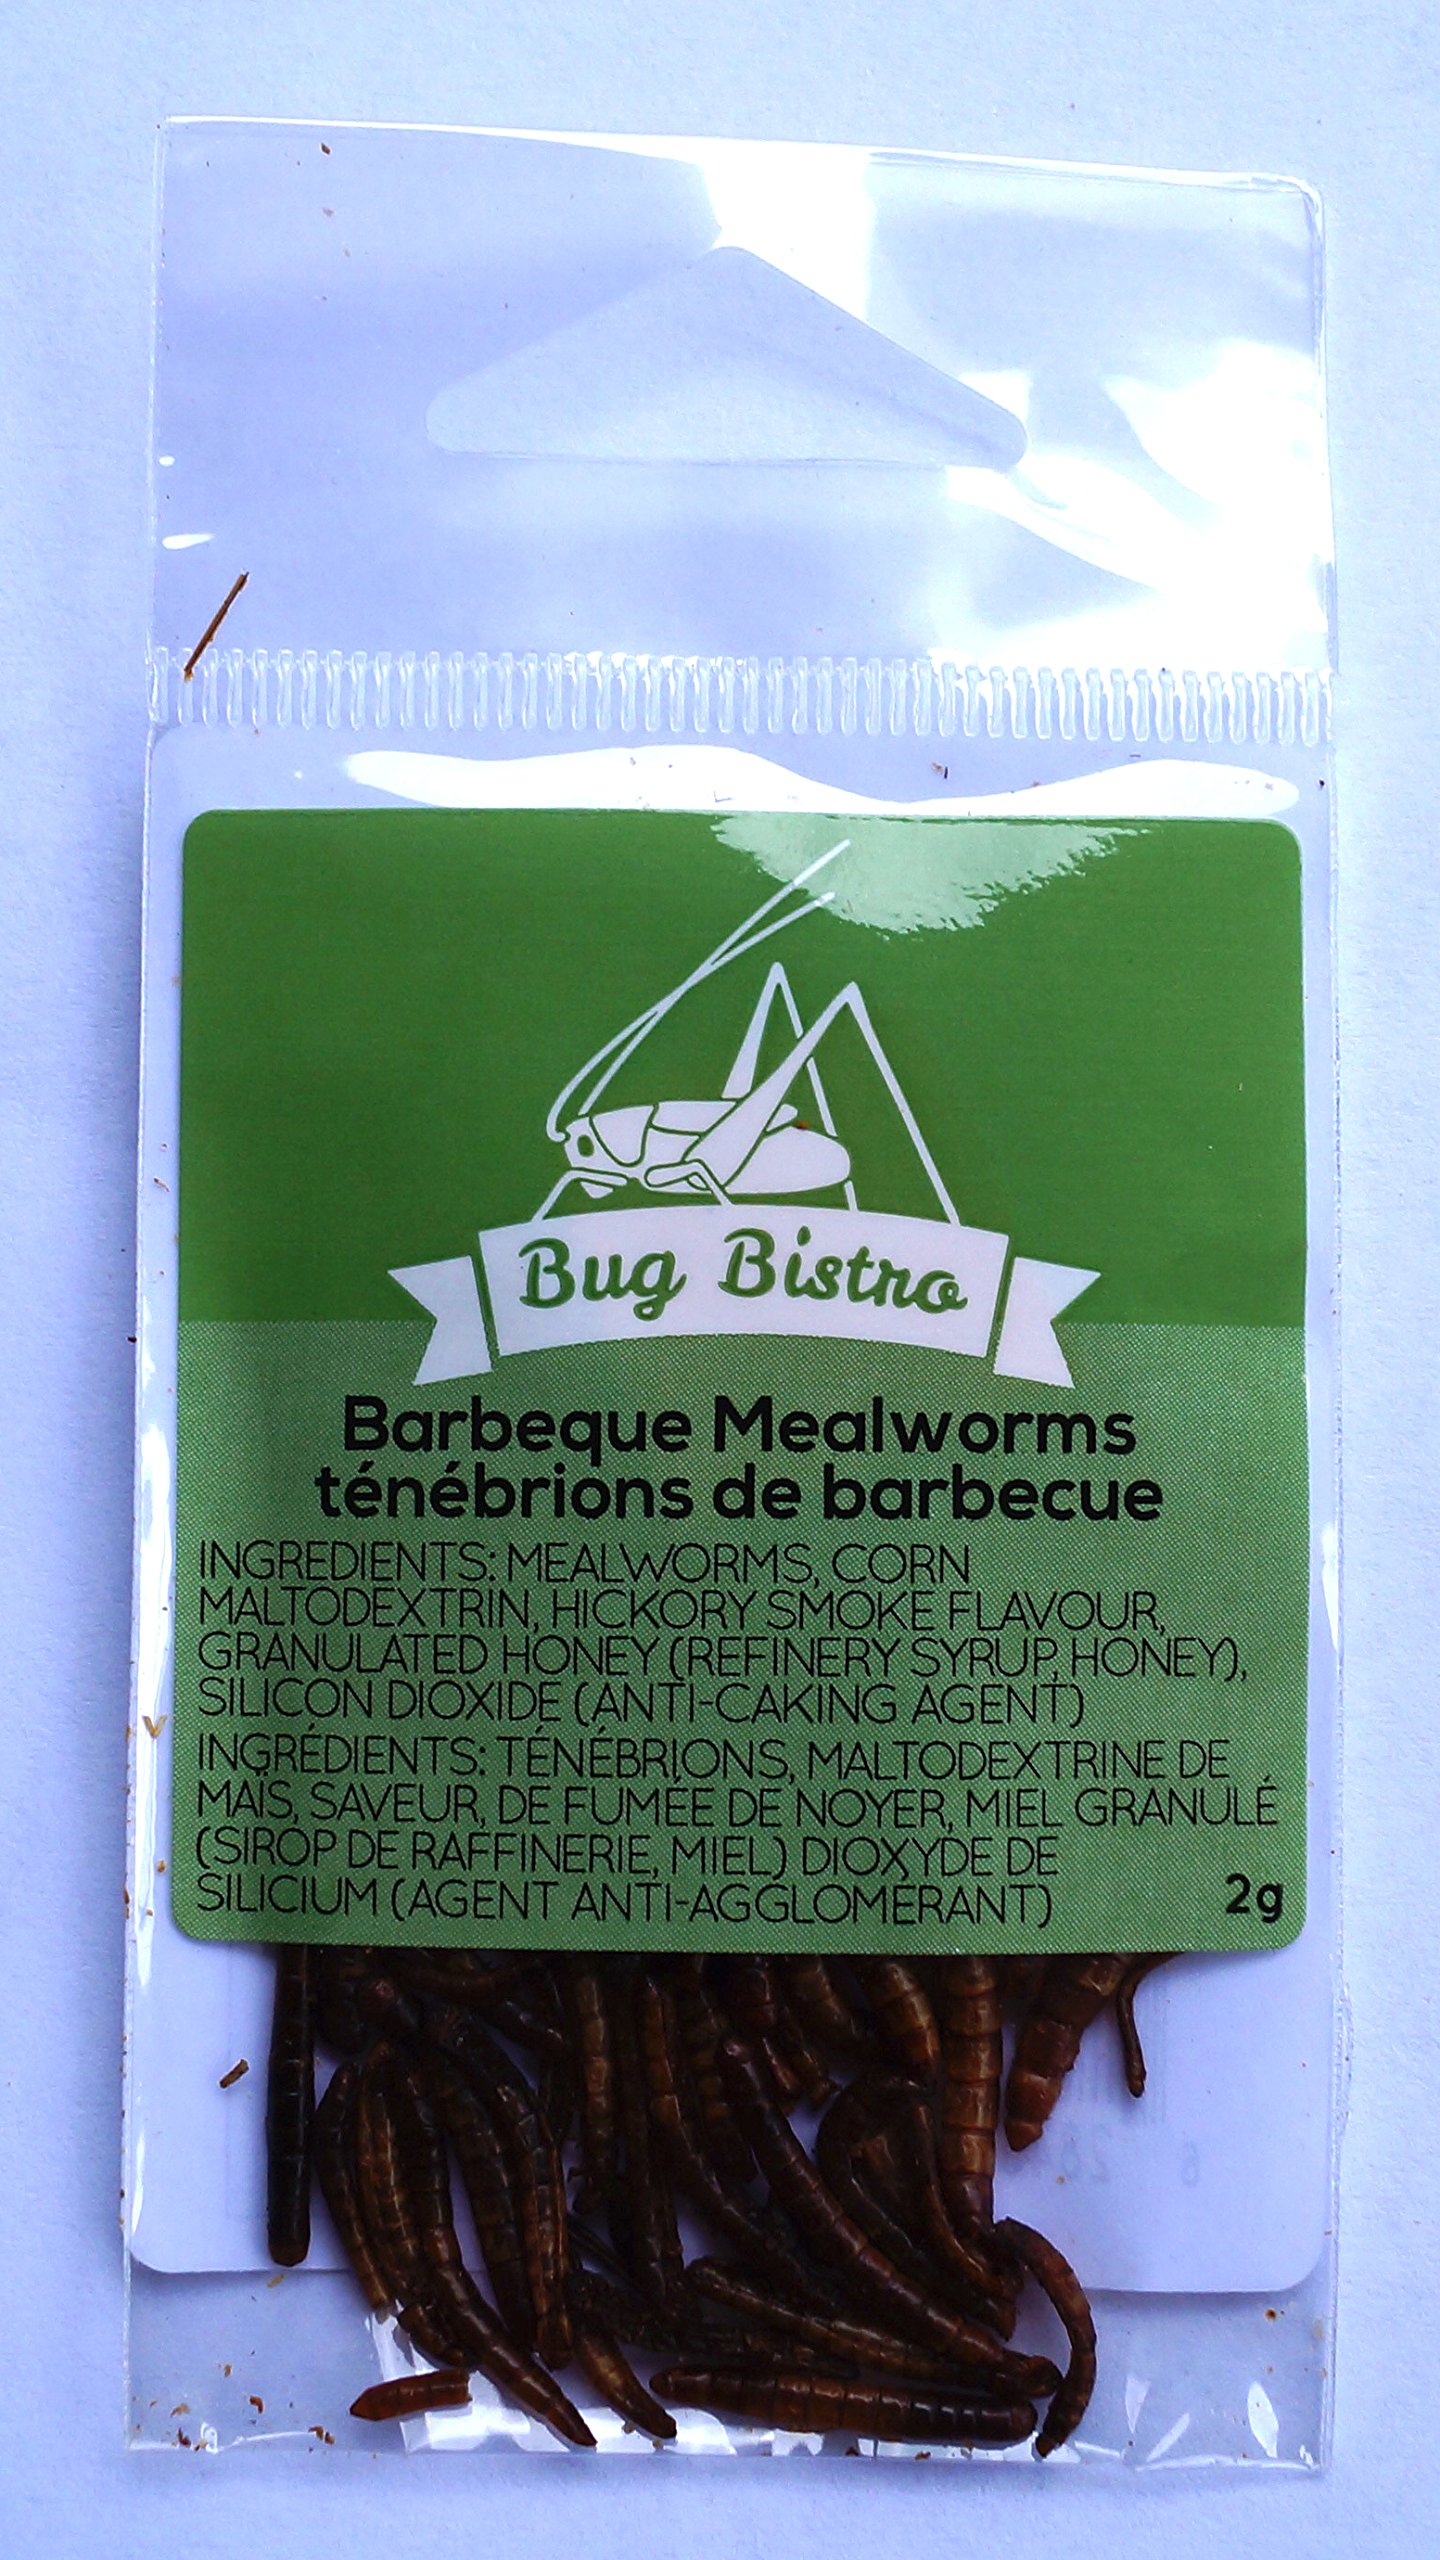 Bug Bistro
Barbeque Mealworms
ténébrions de barbecue
INGREDIENTS: MEALWORMS, CORN
MALTODEXTRIN, HICKORY SMOKE FLAVOUR,
GRANULATED HONEY (REFINERY SYRUP, HONEY),
SILICON DIOXIDE (ANTI-CAKING AGENT)
INGRÉDIENTS: TÉNÉBRIONS, MALTODEXTRINE DE
MAÏS, SAVEUR, DE FUMÉE DE NOYER, MIEL GRANULÉ
(SIROP DE RAFFINERIE, MIEL) DIOXYDE DE
SILICIUM (AGENT ANTI-AGGLOMÉRANT)
2g